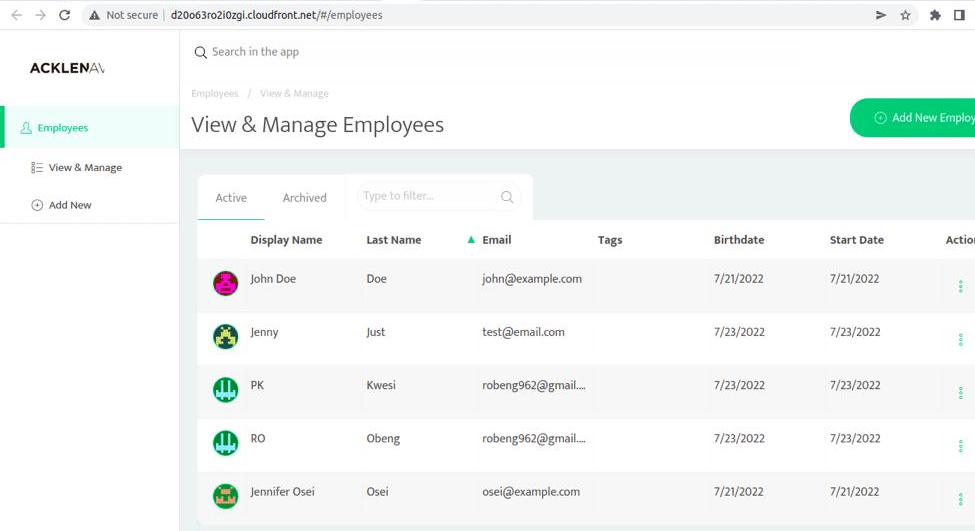 Not secure | d20o63ro2i0zgi.cloudfront.net/#/employees
ACKLENAV
Search in the app
Employees / View & Manage
View & Manage Employees
Add New Employ
Employees
View & Manage
Add New
Active Archived Type to filter...
Display Name Last Name Email Tags Birthdate Start Date Actio
John Doe Doe john@example.com 7/21/2022 7/21/2022
Jenny Just test@email.com 7/23/2022 7/23/2022
PK Kwesi robeng962@gmail.... 7/23/2022 7/23/2022
RO Obeng robeng962@gmail.... 7/23/2022 7/23/2022
Jennifer Osei Osei osei@example.com 7/21/2022 7/21/2022